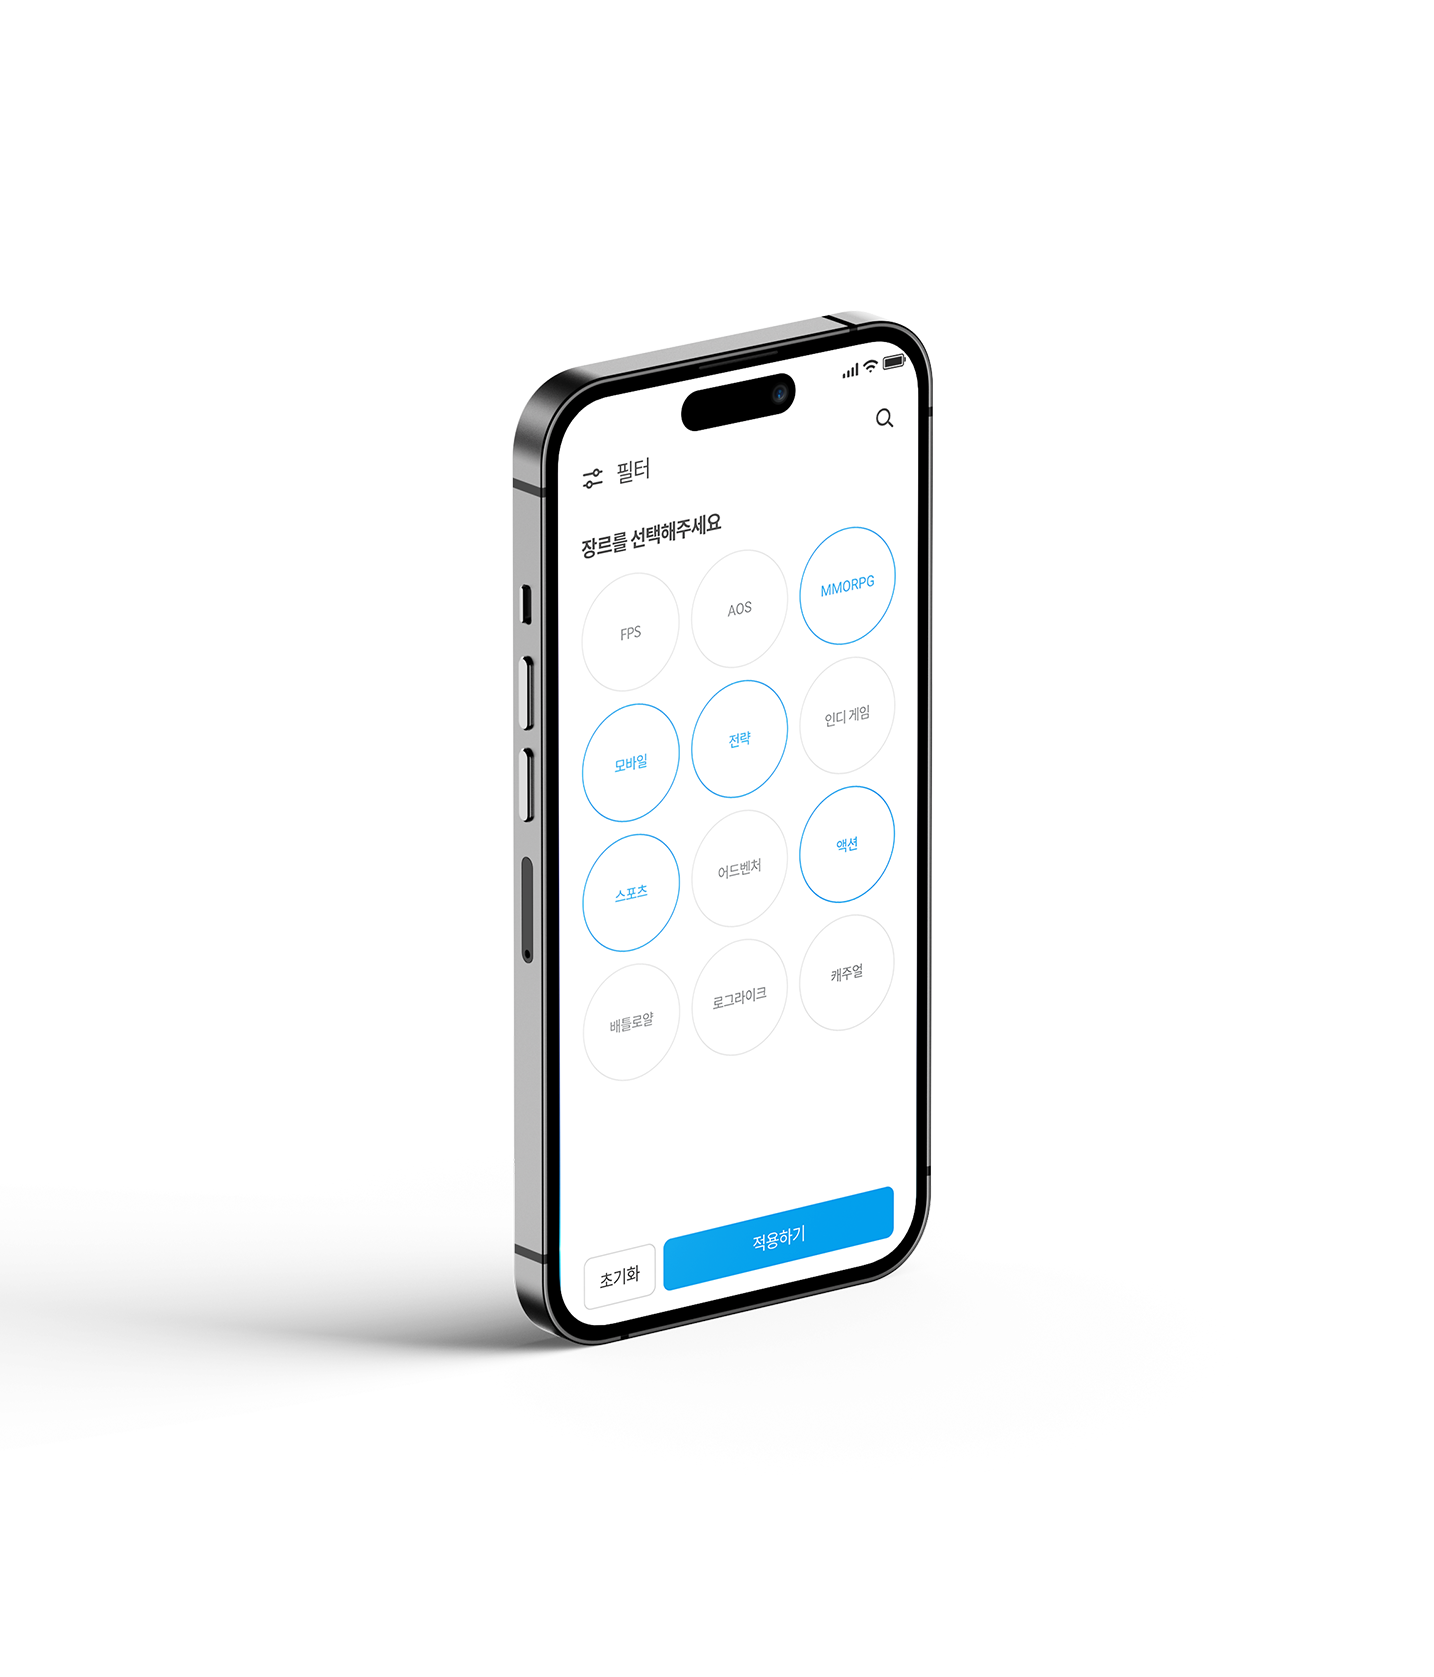 필터
장르를 선택해주세요
FPS
AOS
MMORPG
모바일
전략
인디 게임
스포츠
어드벤처
액션
배틀로얄
로그라이크
캐주얼
초기화
적용하기